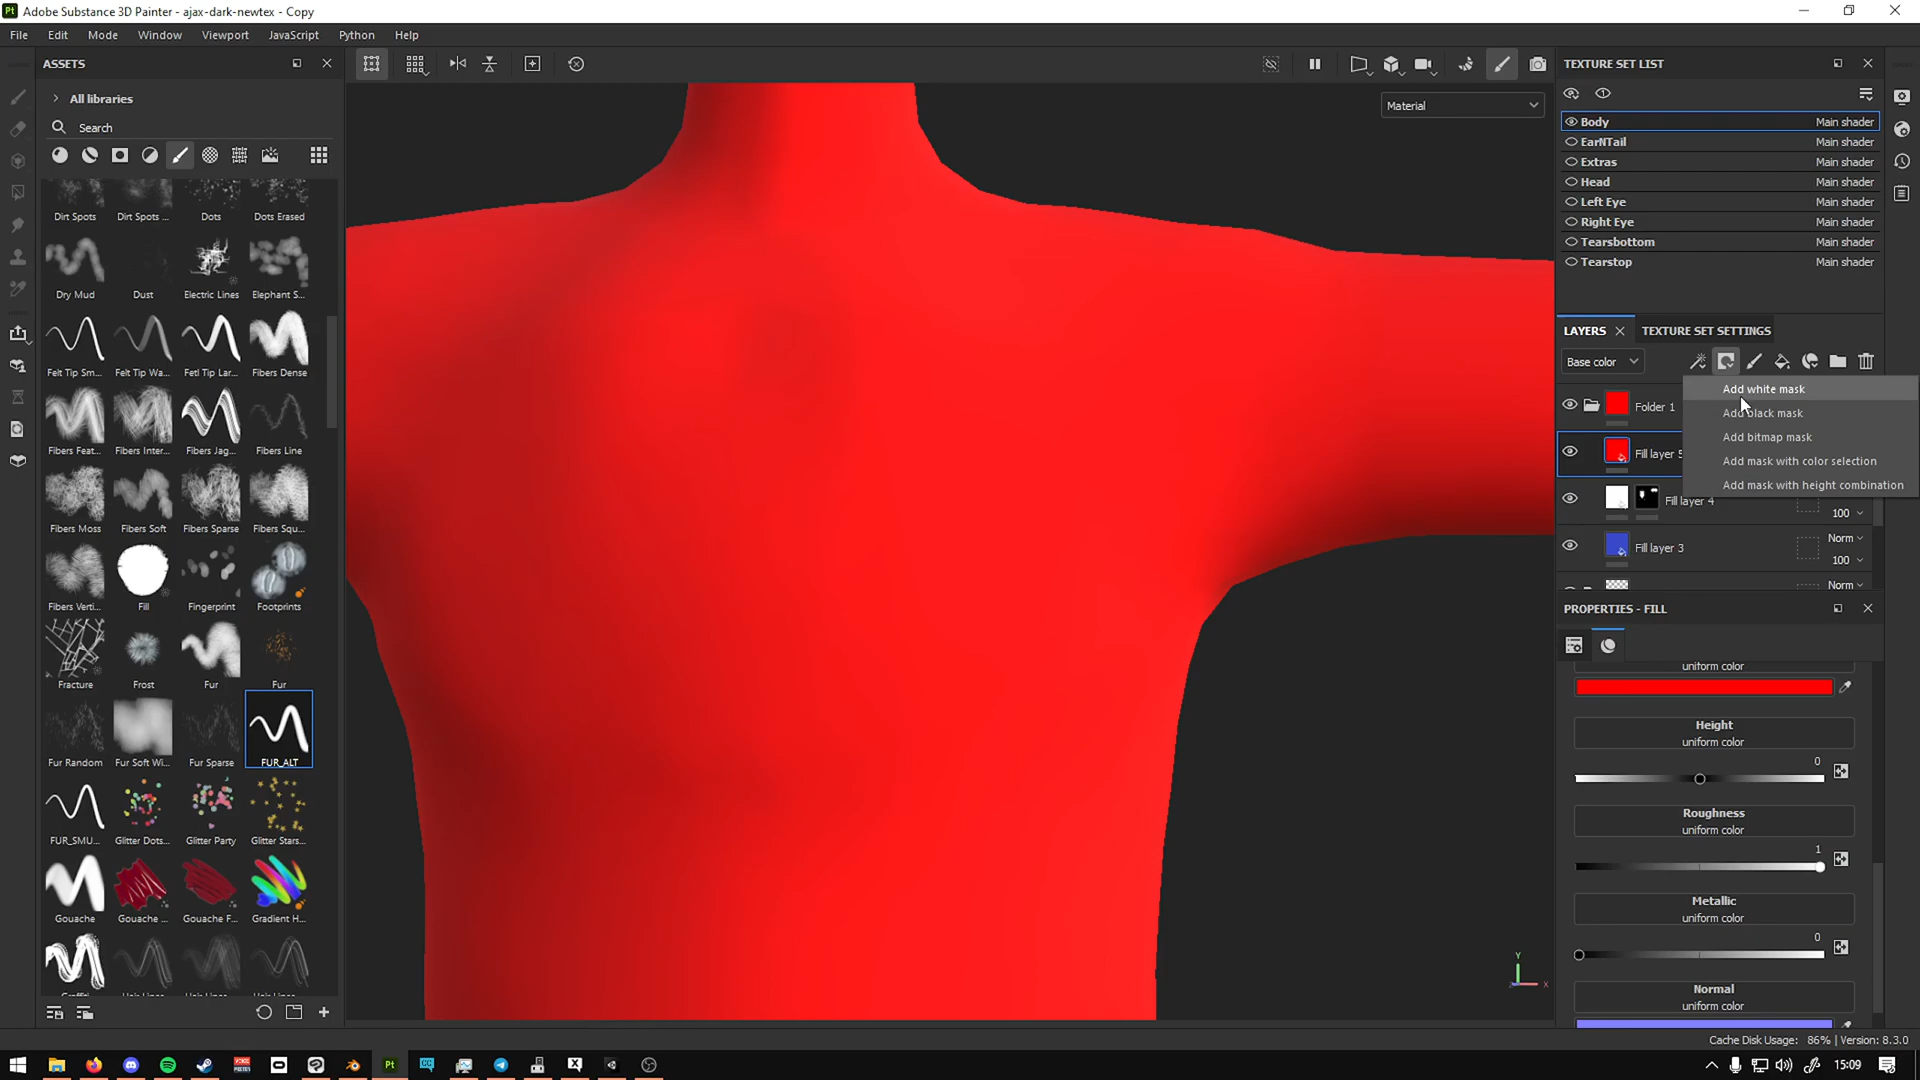 Adobe Substance 3D Painter - ajax-dark-newtex - Copy
File Edit Mode Window Viewport JavaScript Python Help
ASSETS
All libraries
Search
Dirt Spots Dirt Spots ... Dots Dots Erased
Dry Mud Dust Electric Lines Elephant S...
Felt Tip Sm... Felt Tip Wa... Fetl Tip Lar... Fibers Dense
Fibers Feat... Fibers Inter... Fibers Jag... Fibers Line
Fibers Moss Fibers Soft Fibers Sparse Fibers Squ...
Fibers Verti... Fill Fingerprint Footprints
Fracture Frost Fur Fur
Fur Random Fur Soft Wi... Fur Sparse FUR_ALT
FUR_SMU... Glitter Dots... Glitter Party Glitter Stars...
Gouache Gouache ... Gouache F... Gradient H...
Material
TEXTURE SET LIST
Body Main shader
EarNTail Main shader
Extras Main shader
Head Main shader
Left Eye Main shader
Right Eye Main shader
Tearsbottom Main shader
Tearstop Main shader
LAYERS TEXTURE SET SETTINGS
Base color
Add white mask
Folder 1
Add black mask
Add bitmap mask
Fill layer 5
Add mask with color selection
Add mask with height combination
Fill layer 4
100
Norm
Fill layer 3
100
Norm
PROPERTIES - FILL
uniform color
Height
uniform color
0
Roughness
uniform color
1
Metallic
uniform color
0
Normal
uniform color
Y
X
Cache Disk Usage: 86% | Version: 8.3.0
Pt
CC
15:09